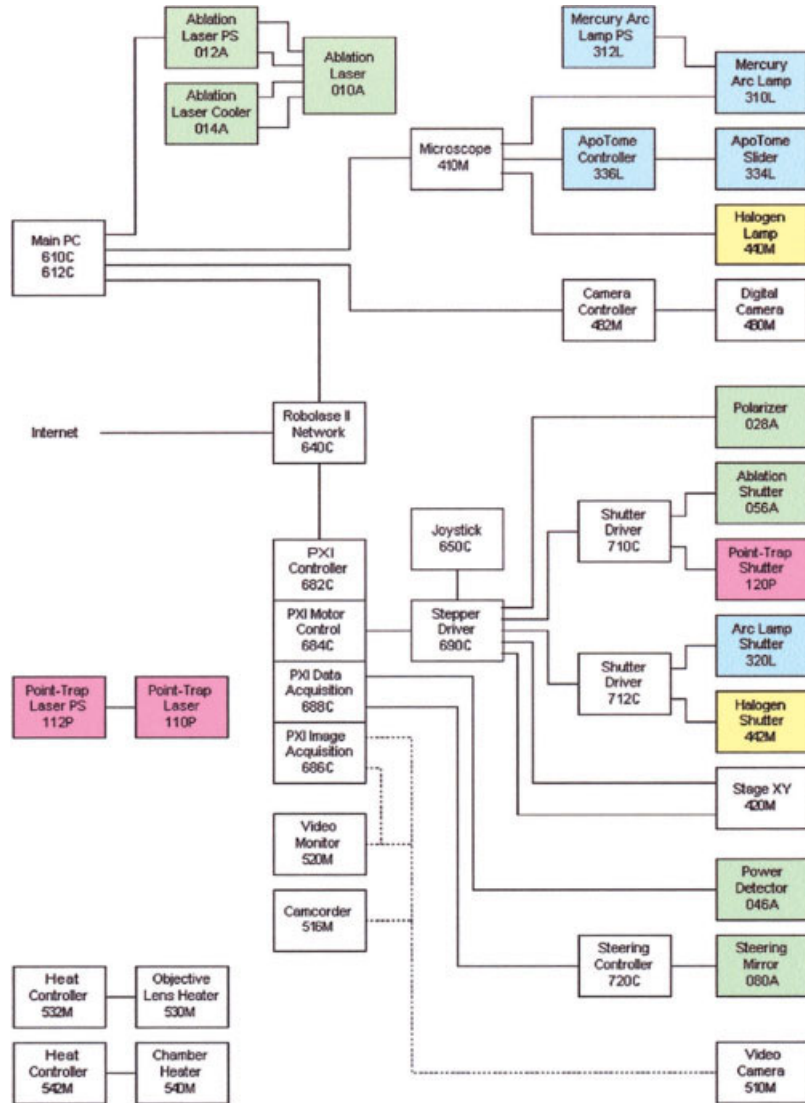 Ablation
Laser PS
012A
Ablation
Laser
010A
Ablation
Laser Cooler
014A
Mercury Arc
Lamp PS
312L
Mercury
Arc Lamp
310L
Microscope
410M
ApoTome
Controller
336L
ApoTome
Slider
334L
Halogen
Lamp
440M
Main PC
610C
612C
Camera
Controller
482M
Digital
Camera
480M
Internet
Robolase II
Network
640C
Polarizer
028A
Ablation
Shutter
056A
Joystick
650C
Shutter
Driver
710C
Point-Trap
Shutter
120P
PXI
Controller
682C
PXI Motor
Control
684C
Stepper
Driver
690C
Arc Lamp
Shutter
320L
Shutter
Driver
712C
Halogen
Shutter
442M
Point-Trap
Laser PS
112P
Point-Trap
Laser
110P
PXI Data
Acquisition
688C
PXI Image
Acquisition
686C
Stage XY
420M
Video
Monitor
520M
Power
Detector
046A
Camcorder
516M
Steering
Controller
720C
Steering
Mirror
080A
Heat
Controller
532M
Objective
Lens Heater
530M
Heat
Controller
542M
Chamber
Heater
540M
Video
Camera
510M